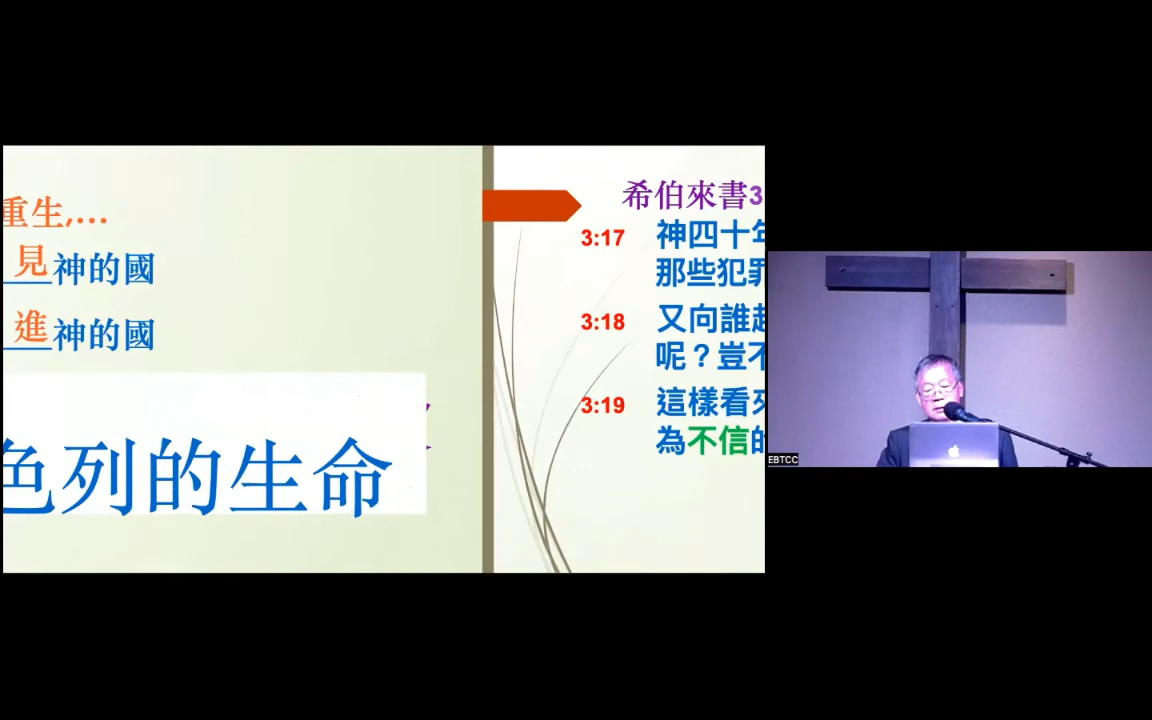 重生,...
見神的國
進神的國
色列的生命
希伯來書3
3:17 神四十年
那些犯罪
3:18 又向誰起
呢？豈不
3:19 這樣看來
為不信的
EBTCC